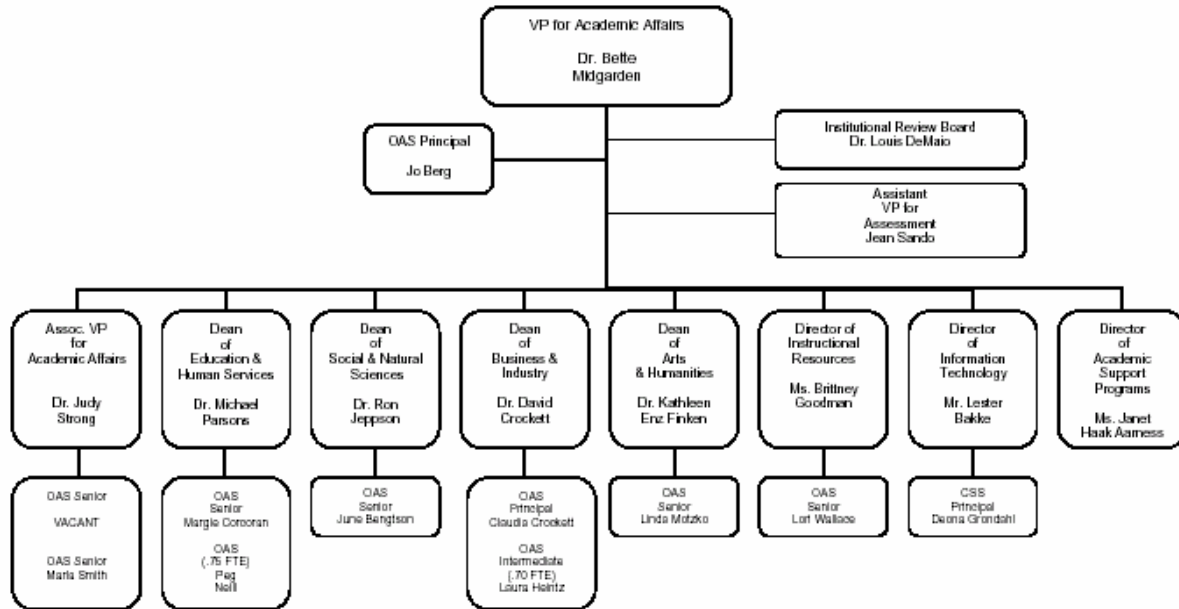 VP for Academic Affairs
Dr. Bette
Midgarden
OAS Principal
Jo Berg
Institutional Review Board
Dr. Louis DeMaio
Assistant
VP for
Assessment
Jean Sando
Assoc. VP
for
Academic Affairs
Dr. Judy
Strong
Dean
of
Education &
Human Services
Dr. Michael
Parsons
Dean
of
Social & Natural
Sciences
Dr. Ron
Jeppson
Dean
of
Business &
Industry
Dr. David
Crockett
Dean
of
Arts
& Humanities
Dr. Kathleen
Enz Finken
Director of
Instructional
Resources
Ms. Brittney
Goodman
Director
of
Information
Technology
Mr. Lester
Bakke
Director
of
Academic
Support
Programs
Ms. Janet
Haak Aarness
OAS Senior
VACANT
OAS Senior
Marla Smith
OAS
Senior
Margie Corcoran
OAS
(.75 FTE)
Peg
Neill
OAS
Senior
June Bengtson
OAS
Principal
Claudia Crockett
OAS
Intermediate
(.70 FTE)
Laura Heintz
OAS
Senior
Linda Motzko
OAS
Senior
Lori Wallace
CSS
Principal
Deona Grondahl